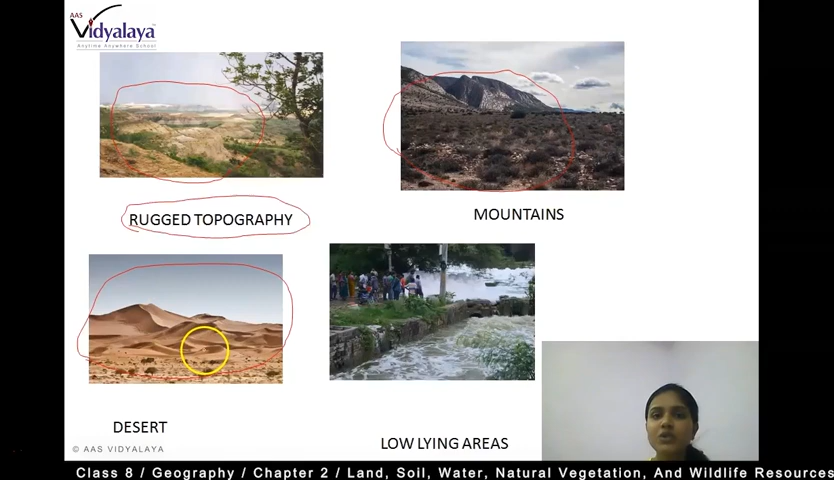 AAS
Vidyalaya
Anytime Anywhere School
RUGGED TOPOGRAPHY
MOUNTAINS
DESERT
LOW LYING AREAS
© AAS VIDYALAYA
Class 8 / Geography / Chapter 2 / Land, Soil, Water, Natural Vegetation, And Wildlife Resources